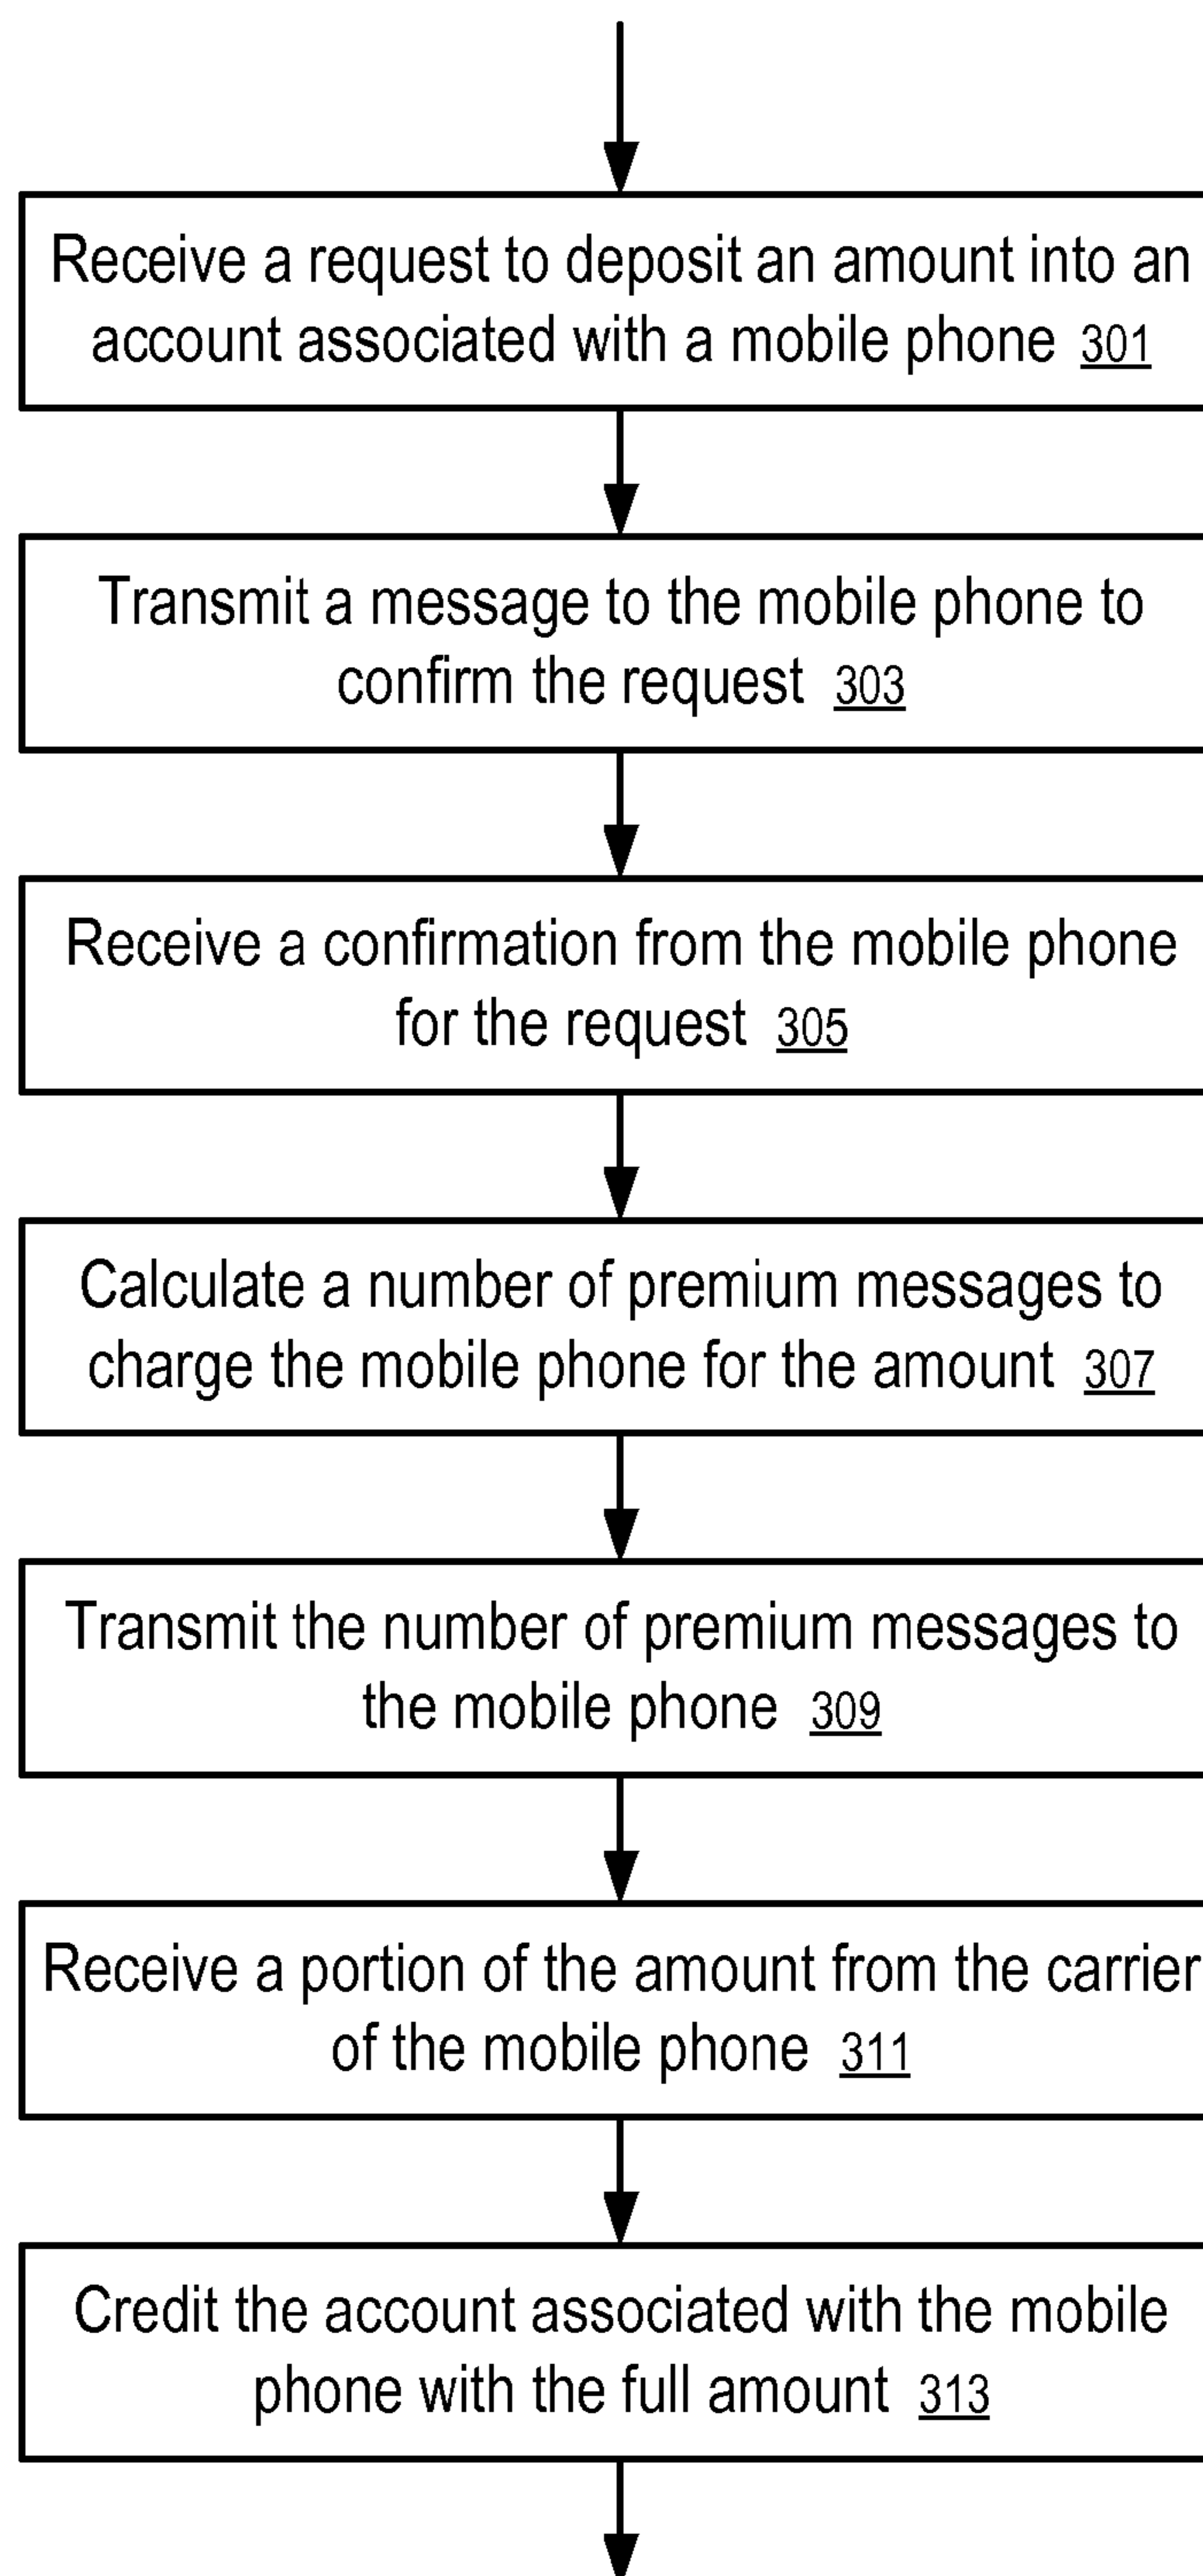 Receive a request to deposit an amount into an
account associated with a mobile phone 301
Transmit a message to the mobile phone to
confirm the request 303
Receive a confirmation from the mobile phone
for the request 305
Calculate a number of premium messages to
charge the mobile phone for the amount 307
Transmit the number of premium messages to
the mobile phone 309
Receive a portion of the amount from the carrier
of the mobile phone 311
Credit the account associated with the mobile
phone with the full amount 313